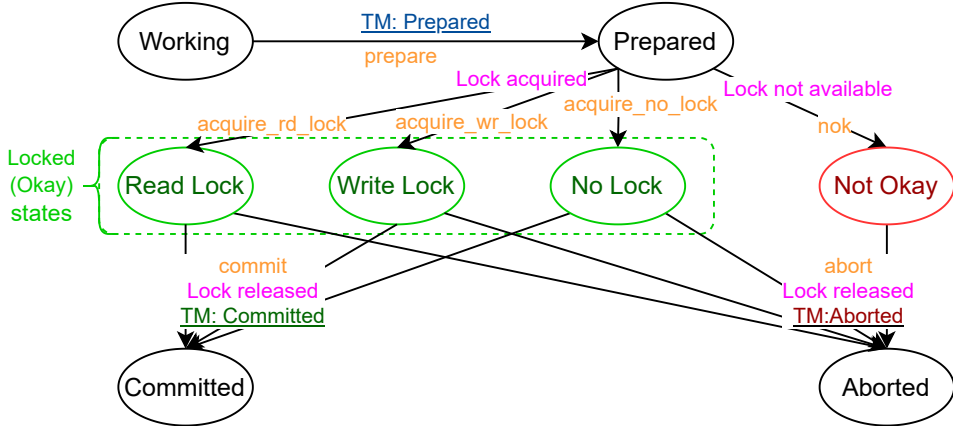 Working
TM: Prepared
prepare
Prepared
Lock acquired
Lock not available
acquire_rd_lock
acquire_wr_lock
acquire_no_lock
nok
Locked
(Okay)
states
Read Lock
Write Lock
No Lock
Not Okay
commit
Lock released
TM: Committed
abort
Lock released
TM:Aborted
Committed
Aborted